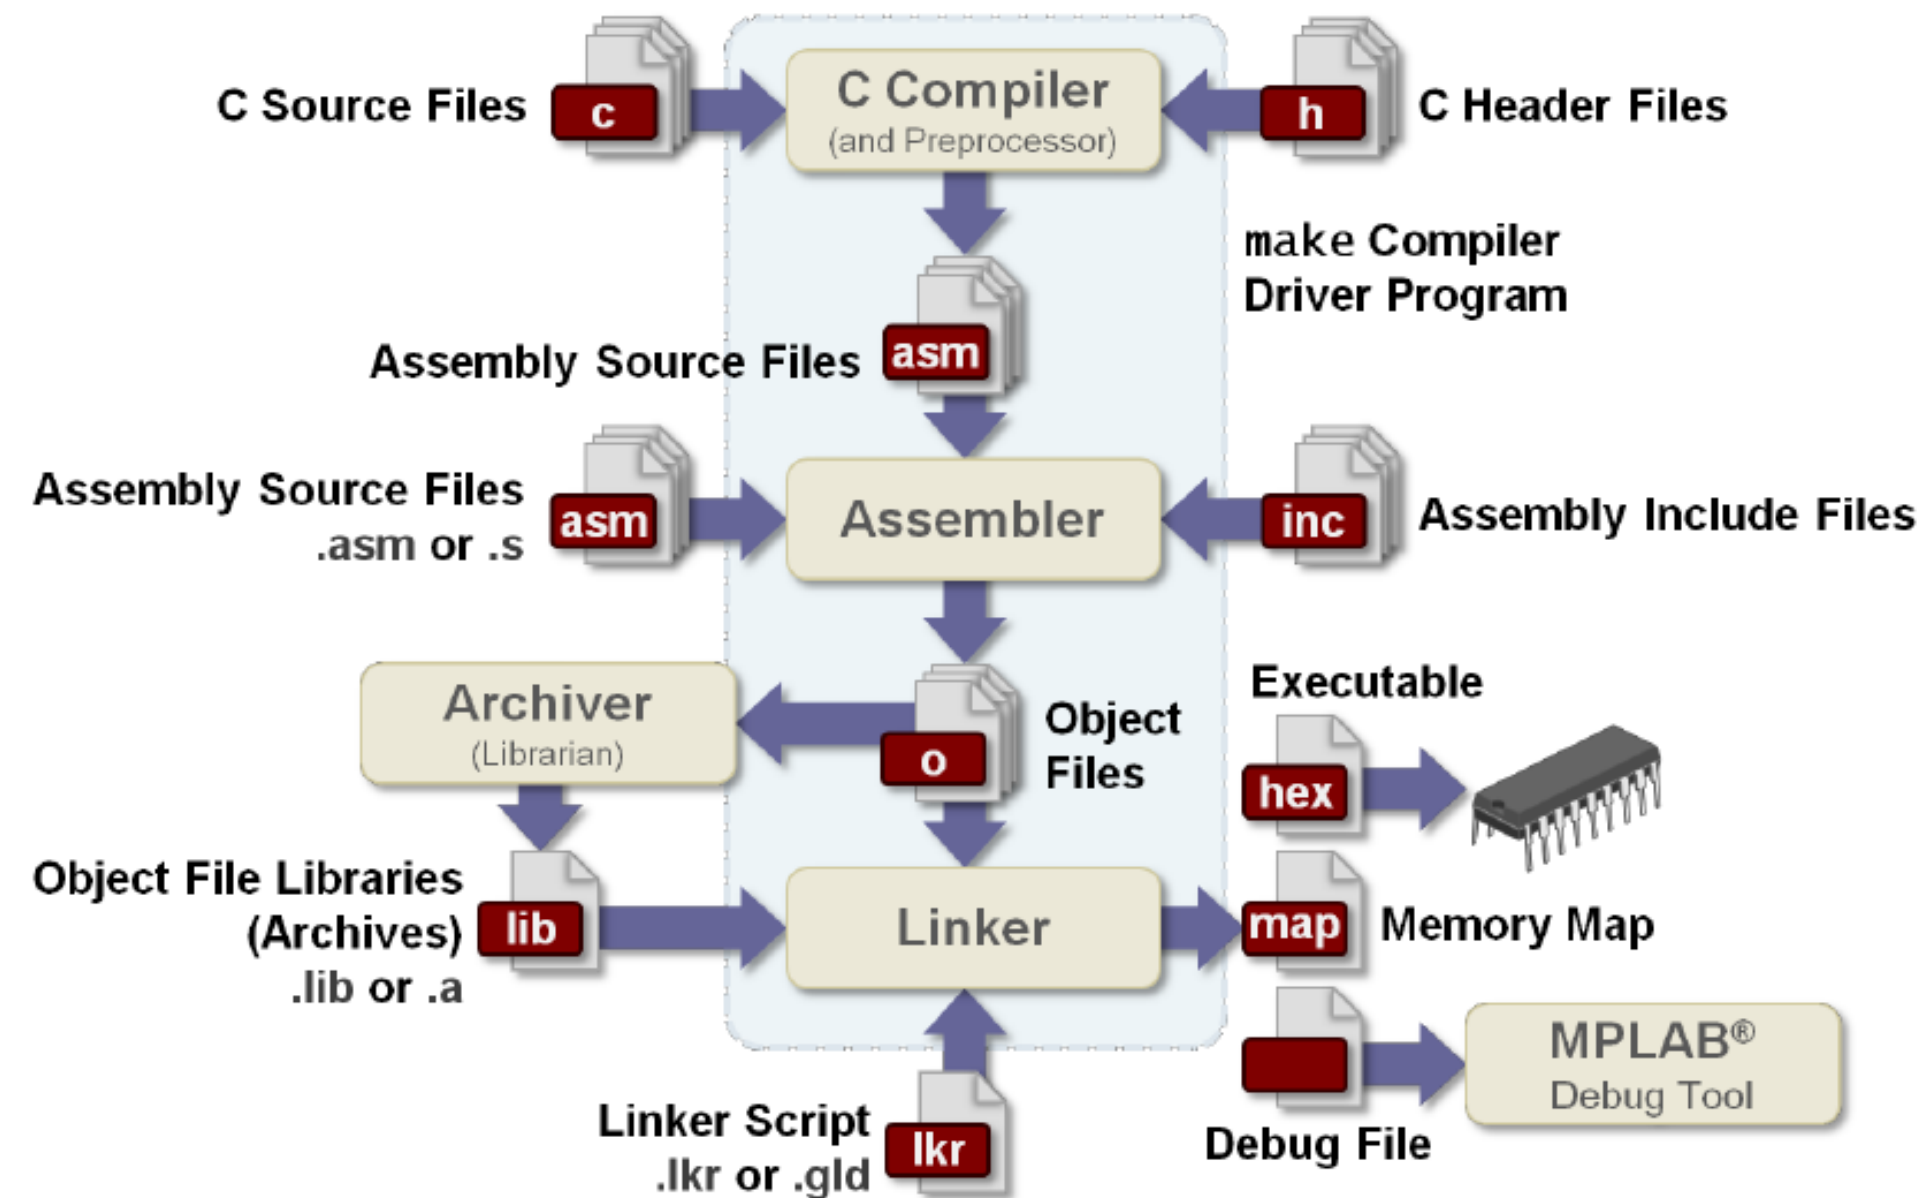 C Source Files
c
C Compiler
(and Preprocessor)
h
C Header Files
make Compiler
Driver Program
Assembly Source Files
asm
Assembly Source Files
.asm or .s
asm
Assembler
inc
Assembly Include Files
Archiver
(Librarian)
o
Object
Files
Executable
hex
Object File Libraries
(Archives)
.lib or .a
lib
Linker
map
Memory Map
Linker Script
.lkr or .gld
lkr
Debug File
MPLAB®
Debug Tool